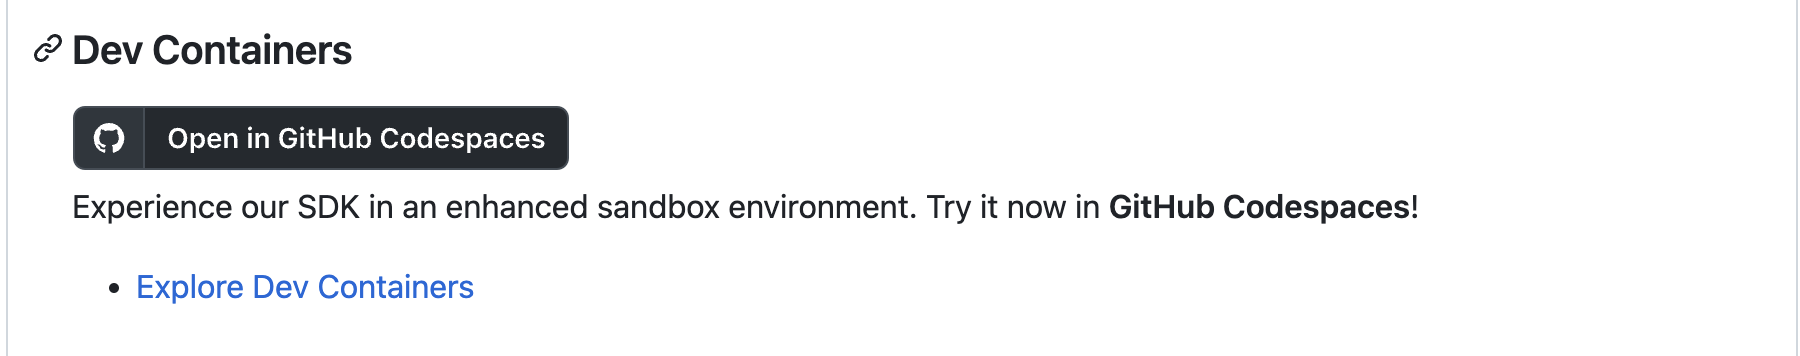 Dev Containers
Open in GitHub Codespaces
Experience our SDK in an enhanced sandbox environment. Try it now in GitHub Codespaces!
• Explore Dev Containers